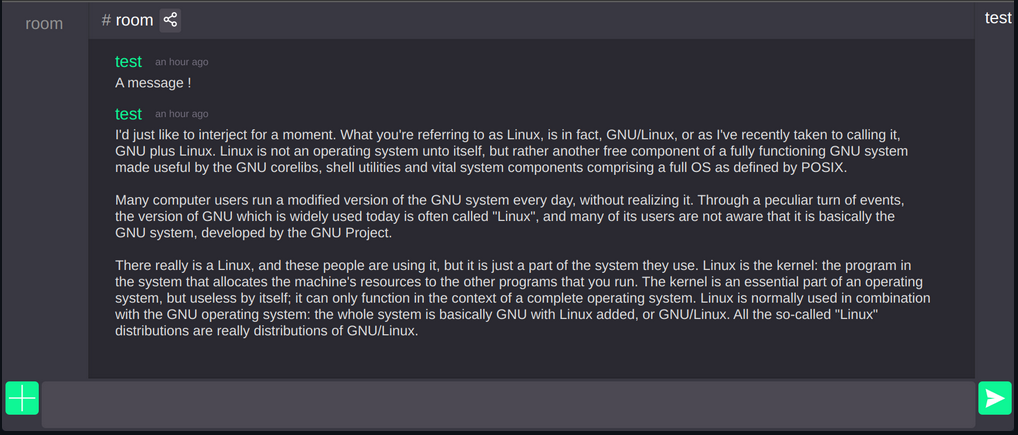 room
# room
test
test an hour ago
A message !
test an hour ago
I'd just like to interject for a moment. What you're referring to as Linux, is in fact, GNU/Linux, or as I've recently taken to calling it,
GNU plus Linux. Linux is not an operating system unto itself, but rather another free component of a fully functioning GNU system
made useful by the GNU corelibs, shell utilities and vital system components comprising a full OS as defined by POSIX.
Many computer users run a modified version of the GNU system every day, without realizing it. Through a peculiar turn of events,
the version of GNU which is widely used today is often called "Linux", and many of its users are not aware that it is basically the
GNU system, developed by the GNU Project.
There really is a Linux, and these people are using it, but it is just a part of the system they use. Linux is the kernel: the program in
the system that allocates the machine's resources to the other programs that you run. The kernel is an essential part of an operating
system, but useless by itself; it can only function in the context of a complete operating system. Linux is normally used in combination
with the GNU operating system: the whole system is basically GNU with Linux added, or GNU/Linux. All the so-called "Linux"
distributions are really distributions of GNU/Linux.